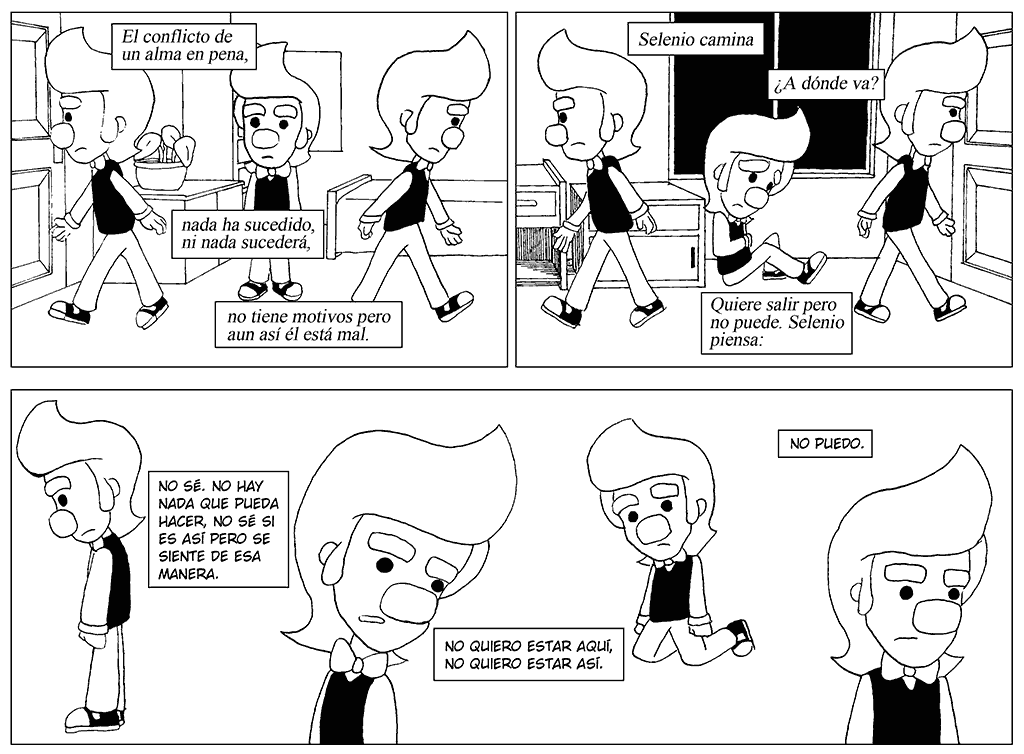 El conflicto de
un alma en pena,
nada ha sucedido,
ni nada sucederá,
no tiene motivos pero
aun así él está mal.
Selenio camina
¿A dónde va?
Quiere salir pero
no puede. Selenio
piensa:
NO SÉ. NO HAY
NADA QUE PUEDA
HACER, NO SÉ SI
ES ASÍ PERO SE
SIENTE DE ESA
MANERA.
NO QUIERO ESTAR AQUÍ,
NO QUIERO ESTAR ASÍ.
NO PUEDO.